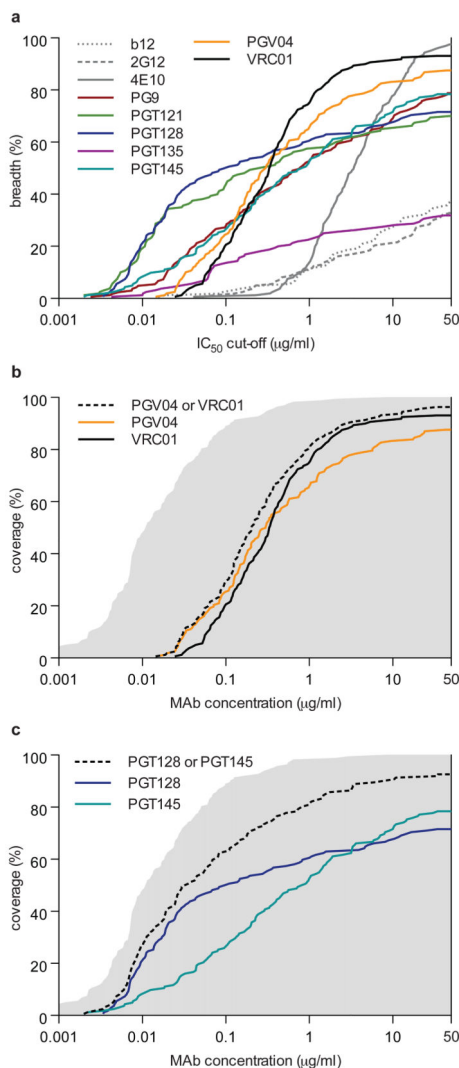 a
b12
2G12
4E10
PG9
PGT121
PGT128
PGT135
PGT145
PGV04
VRC01
breadth (%)
100
80
60
40
20
0
0.001 0.01 0.1 1 10 50
IC50 cut-off (μg/ml)
b
PGV04 or VRC01
PGV04
VRC01
coverage (%)
100
80
60
40
20
0
0.001 0.01 0.1 1 10 50
MAb concentration (μg/ml)
c
PGT128 or PGT145
PGT128
PGT145
coverage (%)
100
80
60
40
20
0
0.001 0.01 0.1 1 10 50
MAb concentration (μg/ml)